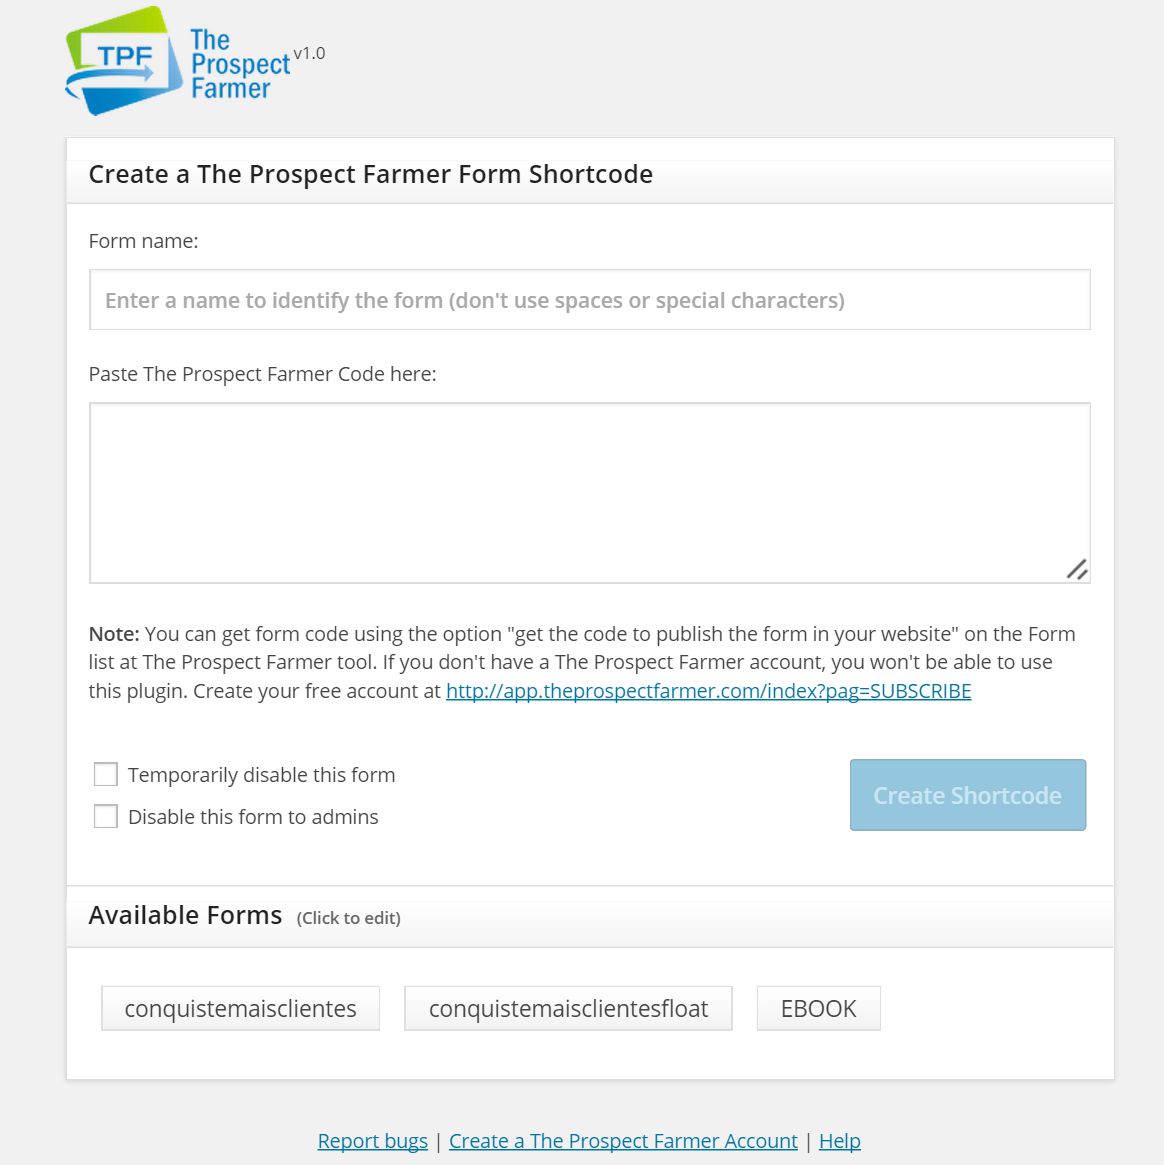 TPF
The
Prospect
Farmer
v1.0
Create a The Prospect Farmer Form Shortcode
Form name:
Enter a name to identify the form (don't use spaces or special characters)
Paste The Prospect Farmer Code here:
Note: You can get form code using the option "get the code to publish the form in your website" on the Form
list at The Prospect Farmer tool. If you don't have a The Prospect Farmer account, you won't be able to use
this plugin. Create your free account at http://app.theprospectfarmer.com/index?pag=SUBSCRIBE
Temporarily disable this form
Disable this form to admins
Create Shortcode
Available Forms (Click to edit)
conquistemaisclientes conquistemaisclientesfloat EBOOK
Report bugs | Create a The Prospect Farmer Account | Help